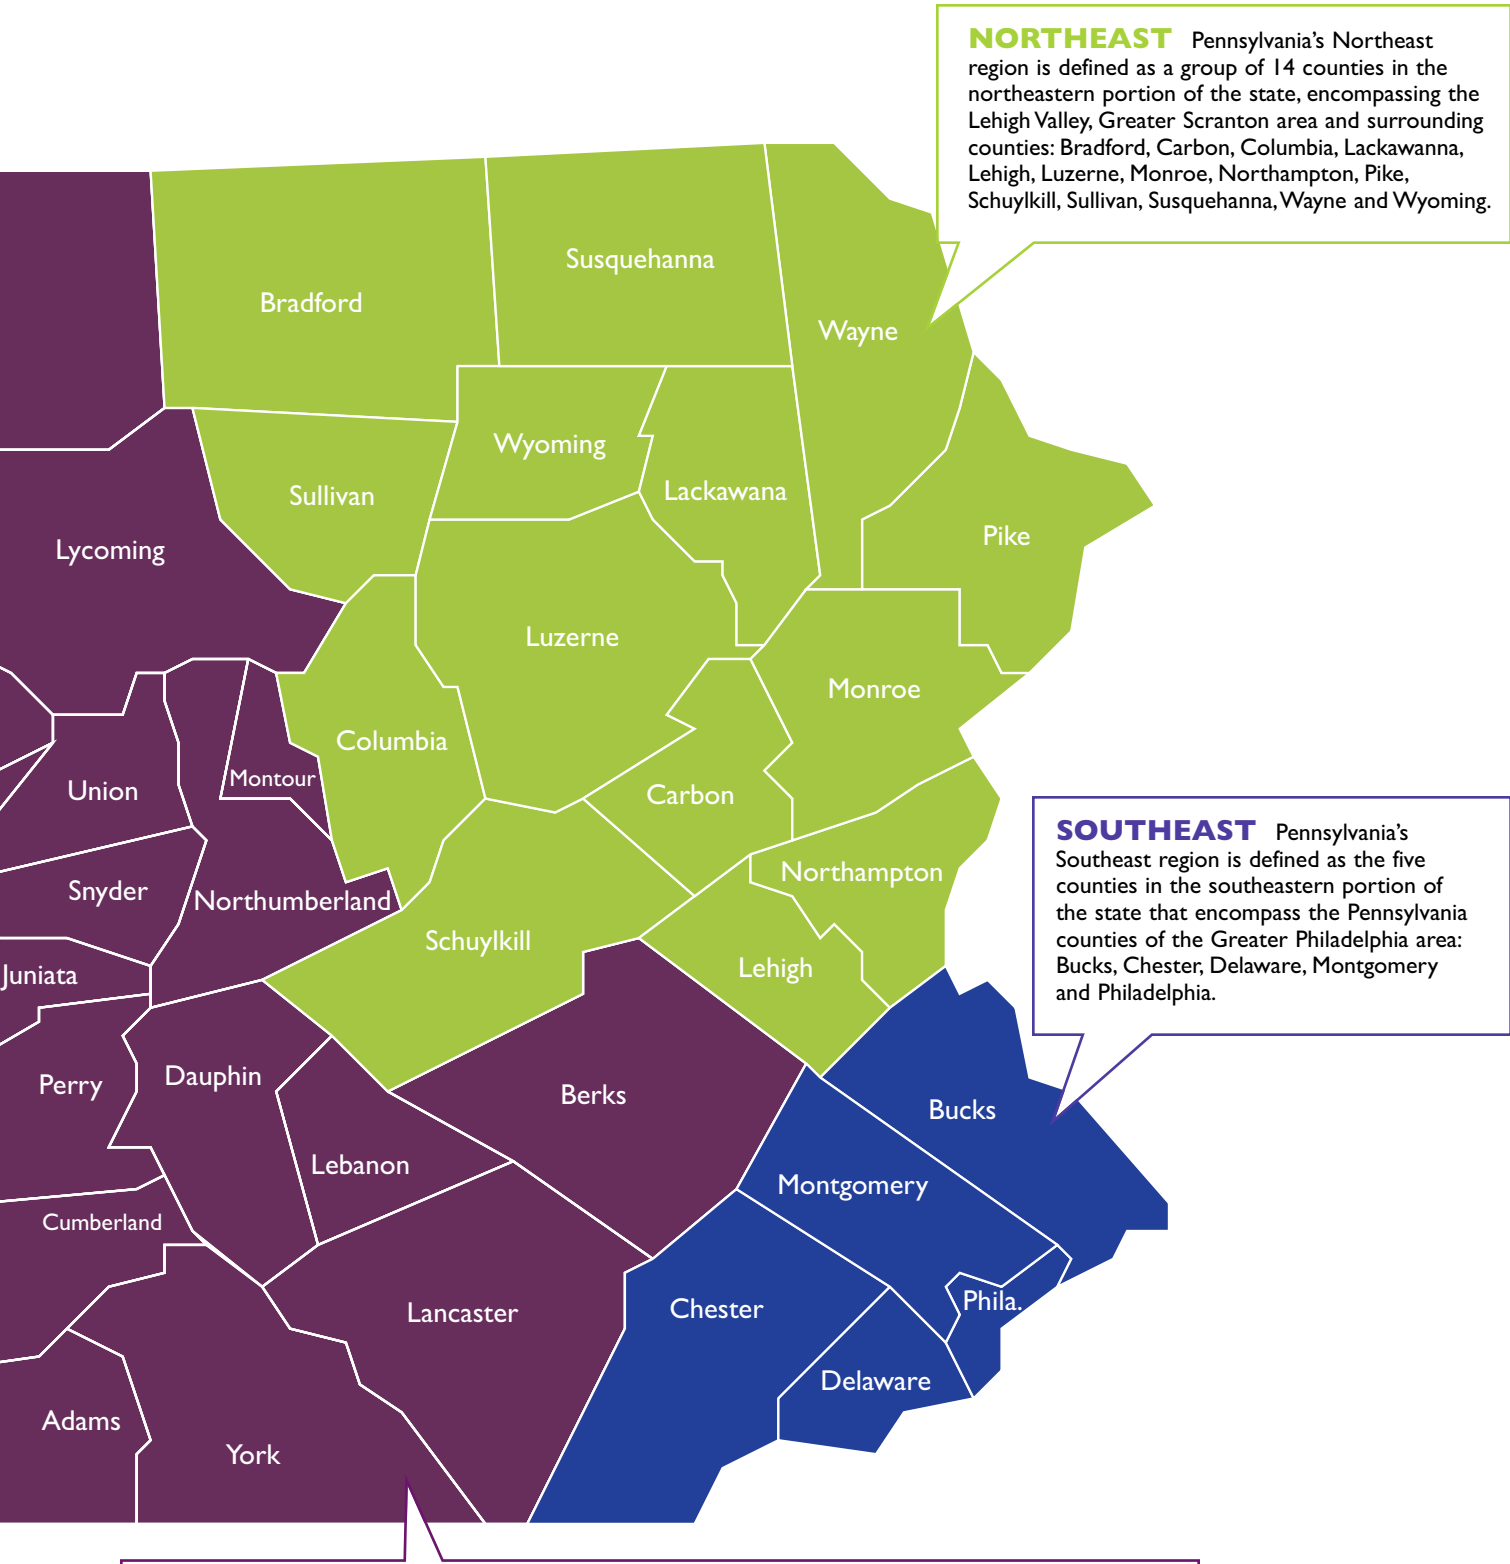 NORTHEAST Pennsylvania's Northeast
region is defined as a group of 14 counties in the
northeastern portion of the state, encompassing the
Lehigh Valley, Greater Scranton area and surrounding
counties: Bradford, Carbon, Columbia, Lackawanna,
Lehigh, Luzerne, Monroe, Northampton, Pike,
Schuylkill, Sullivan, Susquehanna, Wayne and Wyoming.
Susquehanna
Bradford
Wayne
Wyoming
Lackawana
Sullivan
Pike
Lycoming
Luzerne
Monroe
Columbia
Montour
Union
Carbon
SOUTHEAST Pennsylvania's
Southeast region is defined as the five
counties in the southeastern portion of
the state that encompass the Pennsylvania
counties of the Greater Philadelphia area:
Bucks, Chester, Delaware, Montgomery
and Philadelphia.
Northampton
Snyder
Northumberland
Schuylkill
Lehigh
Juniata
Dauphin
Perry
Berks
Bucks
Lebanon
Montgomery
Cumberland
Phila.
Chester
Lancaster
Delaware
Adams
York